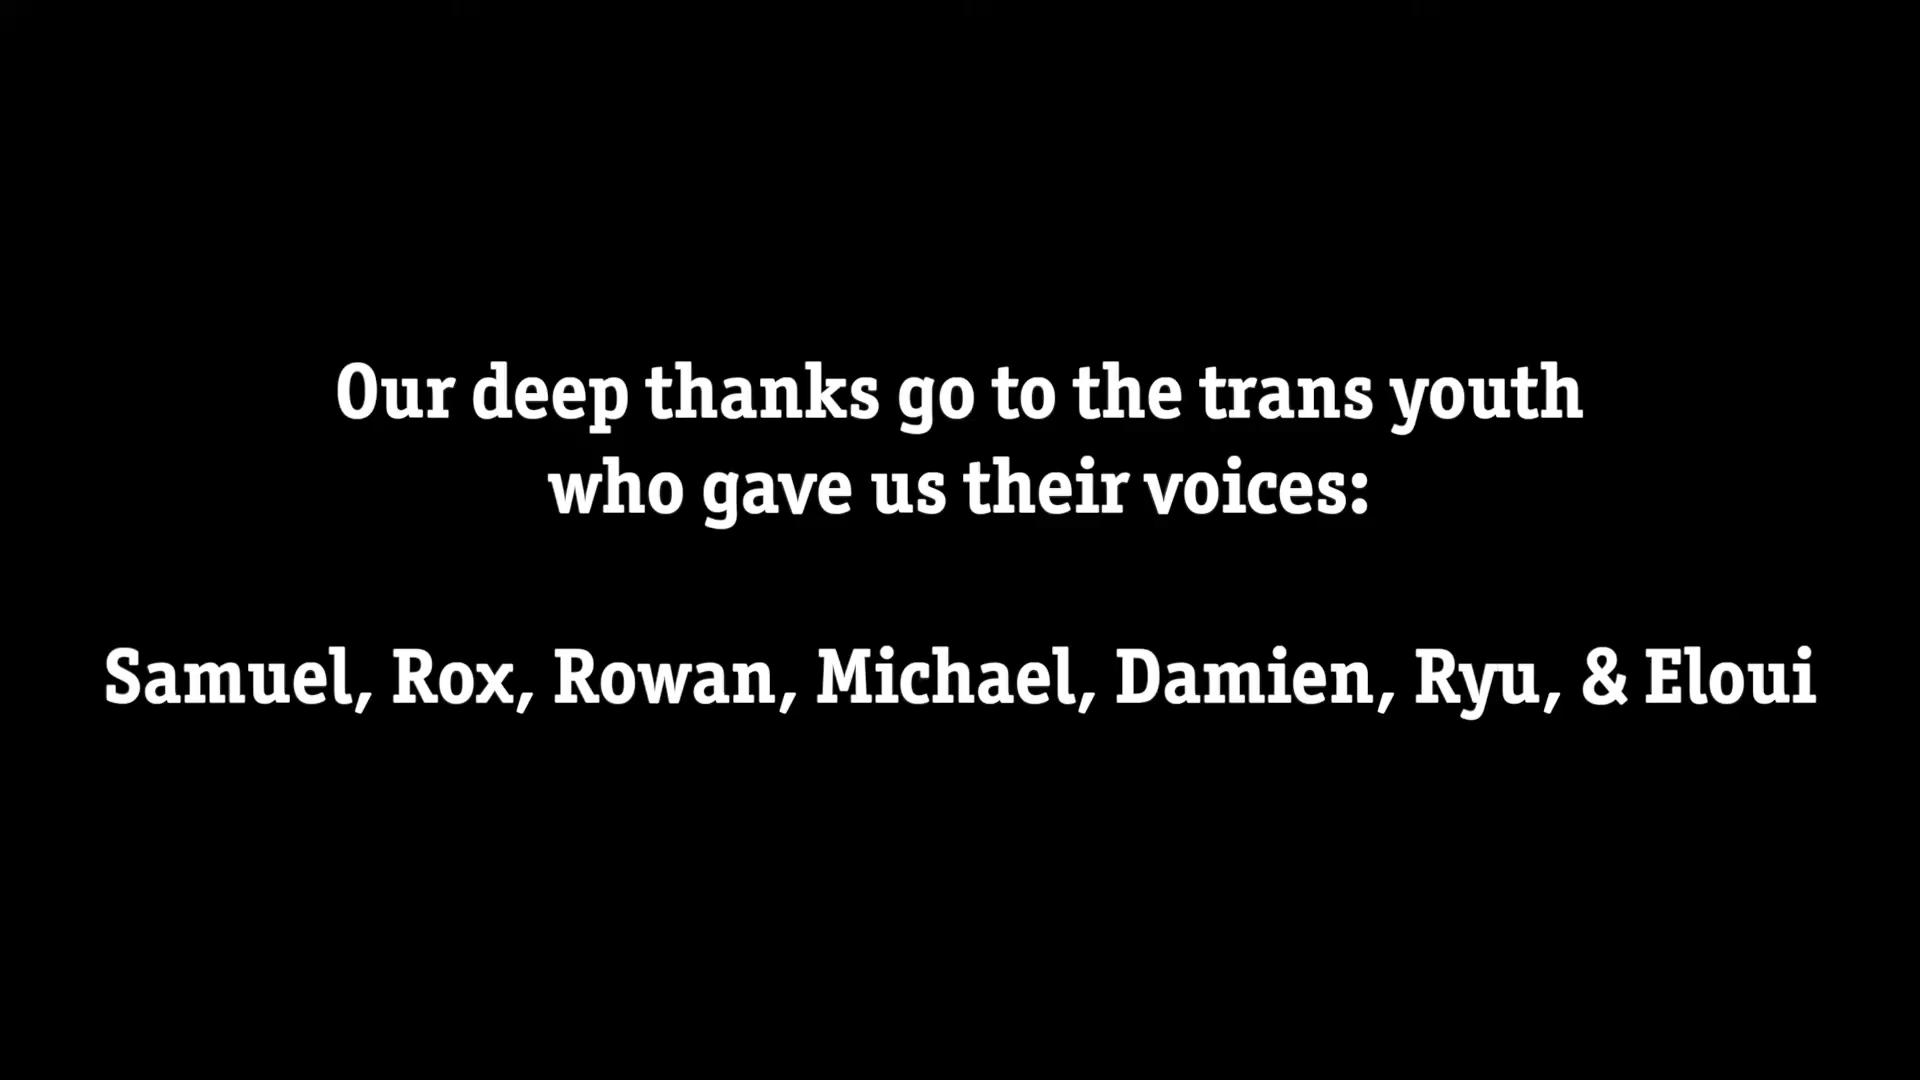 Our deep thanks go to the trans youth
who gave us their voices:
Samuel, Rox, Rowan, Michael, Damien, Ryu, & Eloui